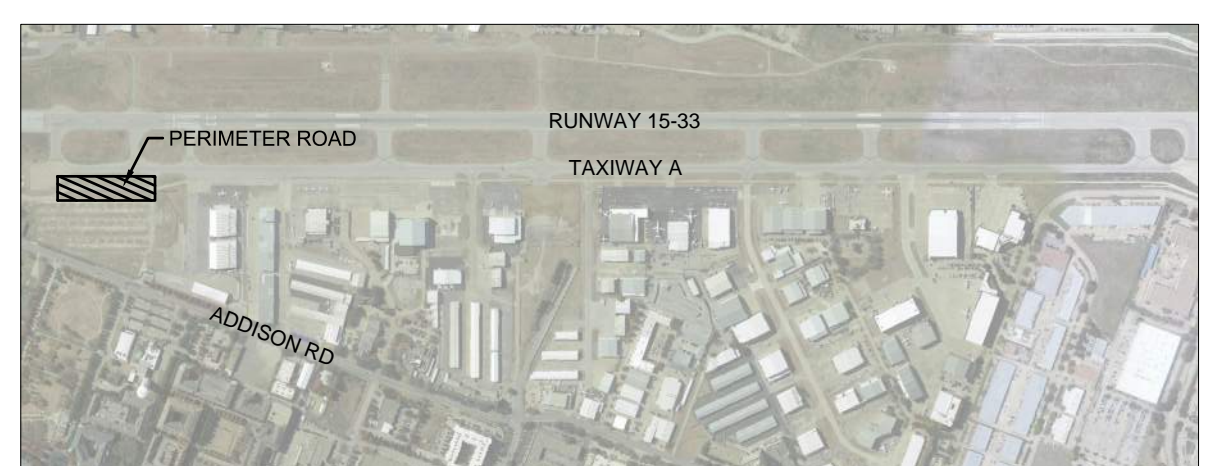 RUNWAY 15-33
PERIMETER ROAD
TAXIWAY A
ADDISON RD